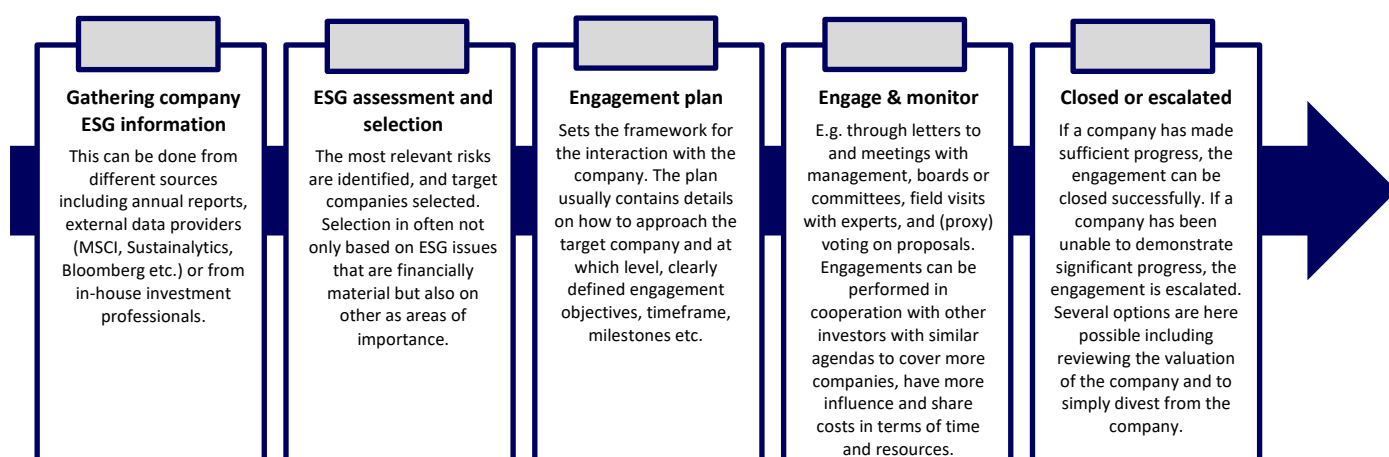 Gathering company
ESG information
This can be done from
different sources
including annual reports,
external data providers
(MSCI, Sustainalytics,
Bloomberg etc.) or from
in-house investment
professionals.
ESG assessment and
selection
The most relevant risks
are identified, and target
companies selected.
Selection in often not
only based on ESG issues
that are financially
material but also on
other as areas of
importance.
Engagement plan
Sets the framework for
the interaction with the
company. The plan
usually contains details
on how to approach the
target company and at
which level, clearly
defined engagement
objectives, timeframe,
milestones etc.
Engage & monitor
E.g. through letters to
and meetings with
management, boards or
committees, field visits
with experts, and (proxy)
voting on proposals.
Engagements can be
performed in
cooperation with other
investors with similar
agendas to cover more
companies, have more
influence and share
costs in terms of time
and resources.
Closed or escalated
If a company has made
sufficient progress, the
engagement can be
closed successfully. If a
company has been
unable to demonstrate
significant progress, the
engagement is escalated.
Several options are here
possible including
reviewing the valuation
of the company and to
simply divest from the
company.